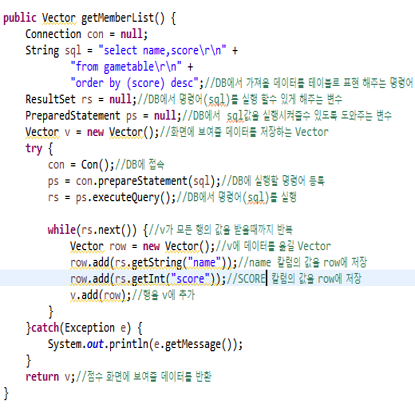 public Vector getMemberList() {
Connection con = null;
String sql = "select name,score\r\n" +
"from gametable\r\n" +
"order by (score) desc";//DB에서 가져올 데이터를 테이블로 표현 해주는 명령어
ResultSet rs = null;//DB에서 명령어(sql)를 실행 할수 있게 해주는 변수
PreparedStatement ps = null;//DB에서 sql값을 실행시켜줄수 있도록 도와주는 변수
Vector v = new Vector();//화면에 보여줄 데이터를 저장하는 Vector
try {
con = Con();//DB에 접속
ps = con.prepareStatement(sql);//DB에 실행할 명령어 등록
rs = ps.executeQuery();//DB에서 명령어(sql)를 실행
while(rs.next()) {//v가 모든 행의 값을 받을때까지 반복
Vector row = new Vector();//v에 데이터를 옮길 Vector
row.add(rs.getString("name"));//name 칼럼의 값을 row에 저장
row.add(rs.getInt("score"));//SCORE 칼럼의 값을 row에 저장
v.add(row);//행을 v에 추가
}
}catch(Exception e) {
System.out.println(e.getMessage());
}
return v;//점수 화면에 보여줄 데이터를 반환
}